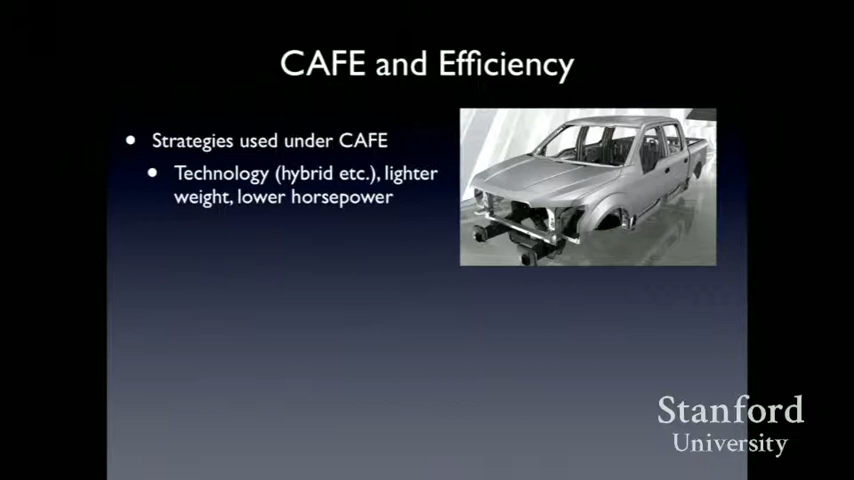 CAFE and Efficiency
Strategies used under CAFE
Technology (hybrid etc.), lighter
weight, lower horsepower
Stanford
University